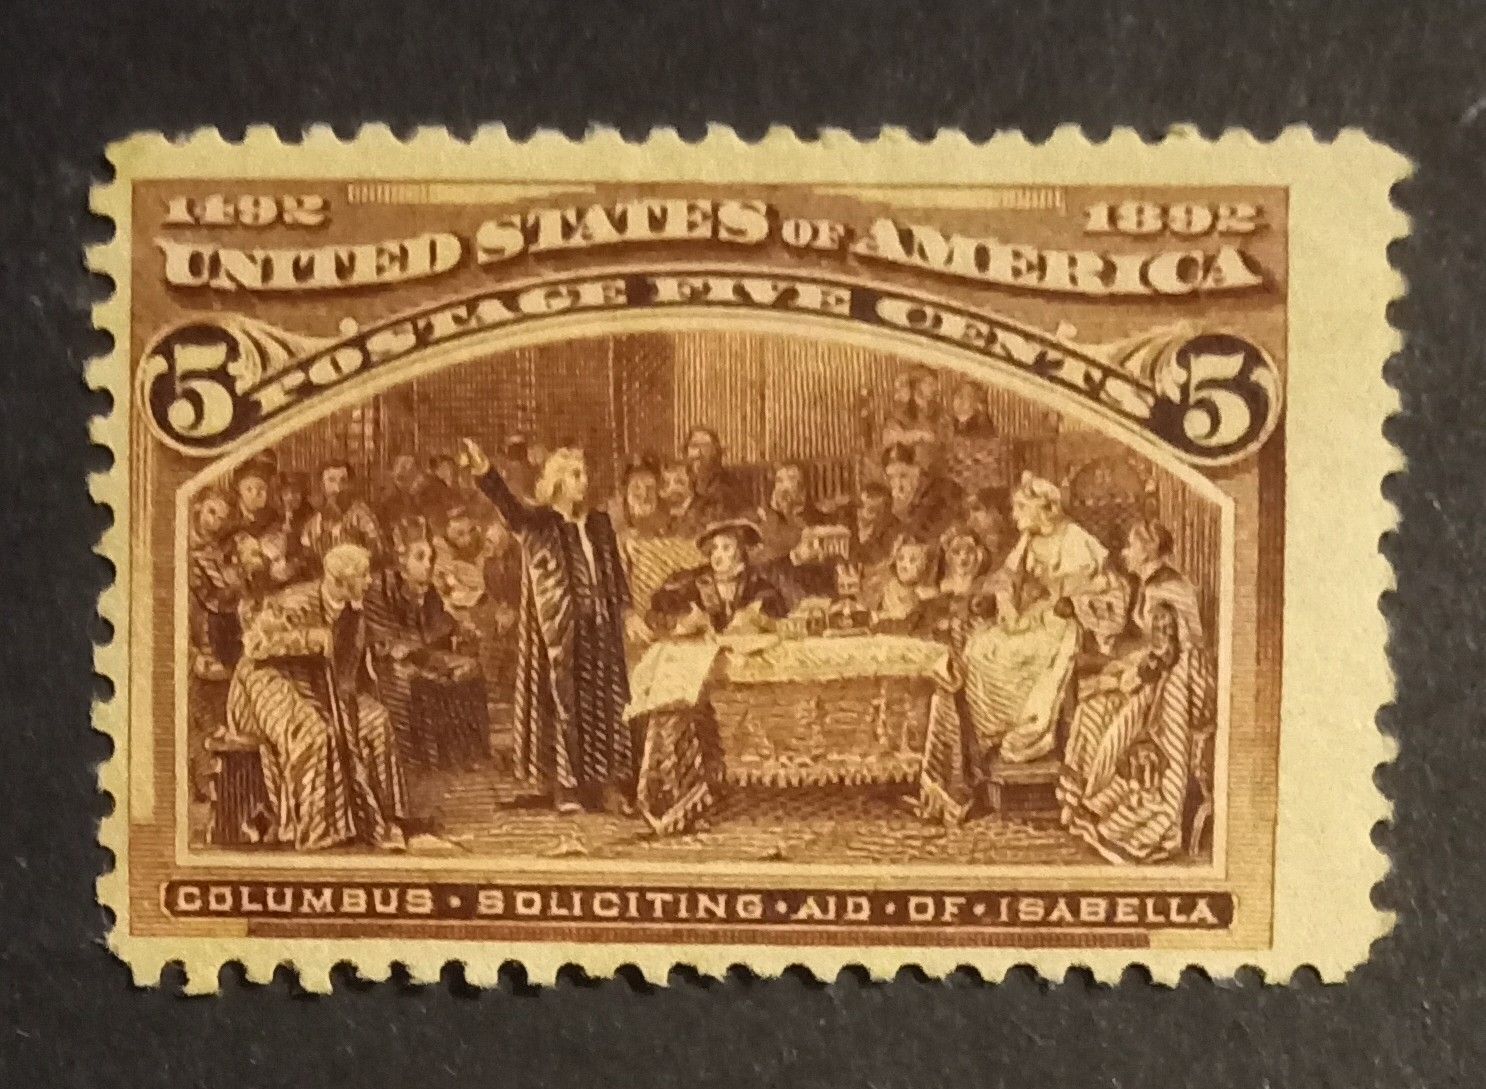 1492 1892
UNITED STATES OF AMERICA
POSTAGE FIVE CENTS
5 5
COLUMBUS · SOLICITING · AID · OF · ISABELLA